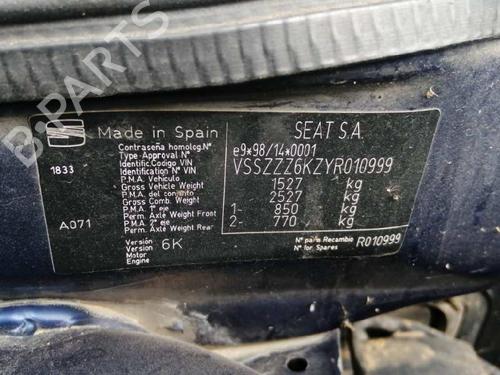 B-PARTS
Made in Spain
SEAT S.A.
Contraseña homolog. Nº
Type-Approval Nº
e9*98/14*0001
Identific. Codigo VIN
Identification Nº VIN
VSSZZZ6KZYR010999
1833
P.M.A. Vehiculo
Gross Vehicle Weight
1527 kg
P.M.A. del conjunto
Gross Comb. Weight
2527 kg
P.M.A. 1º eje
Perm. Axle Weight Front
1- 850 kg
A071
P.M.A. 2º eje
Perm. Axle Weight Rear
2- 770 kg
Versión
Version
6K
Motor
Engine
Nº para Recambio
Nº for Spares
R010999